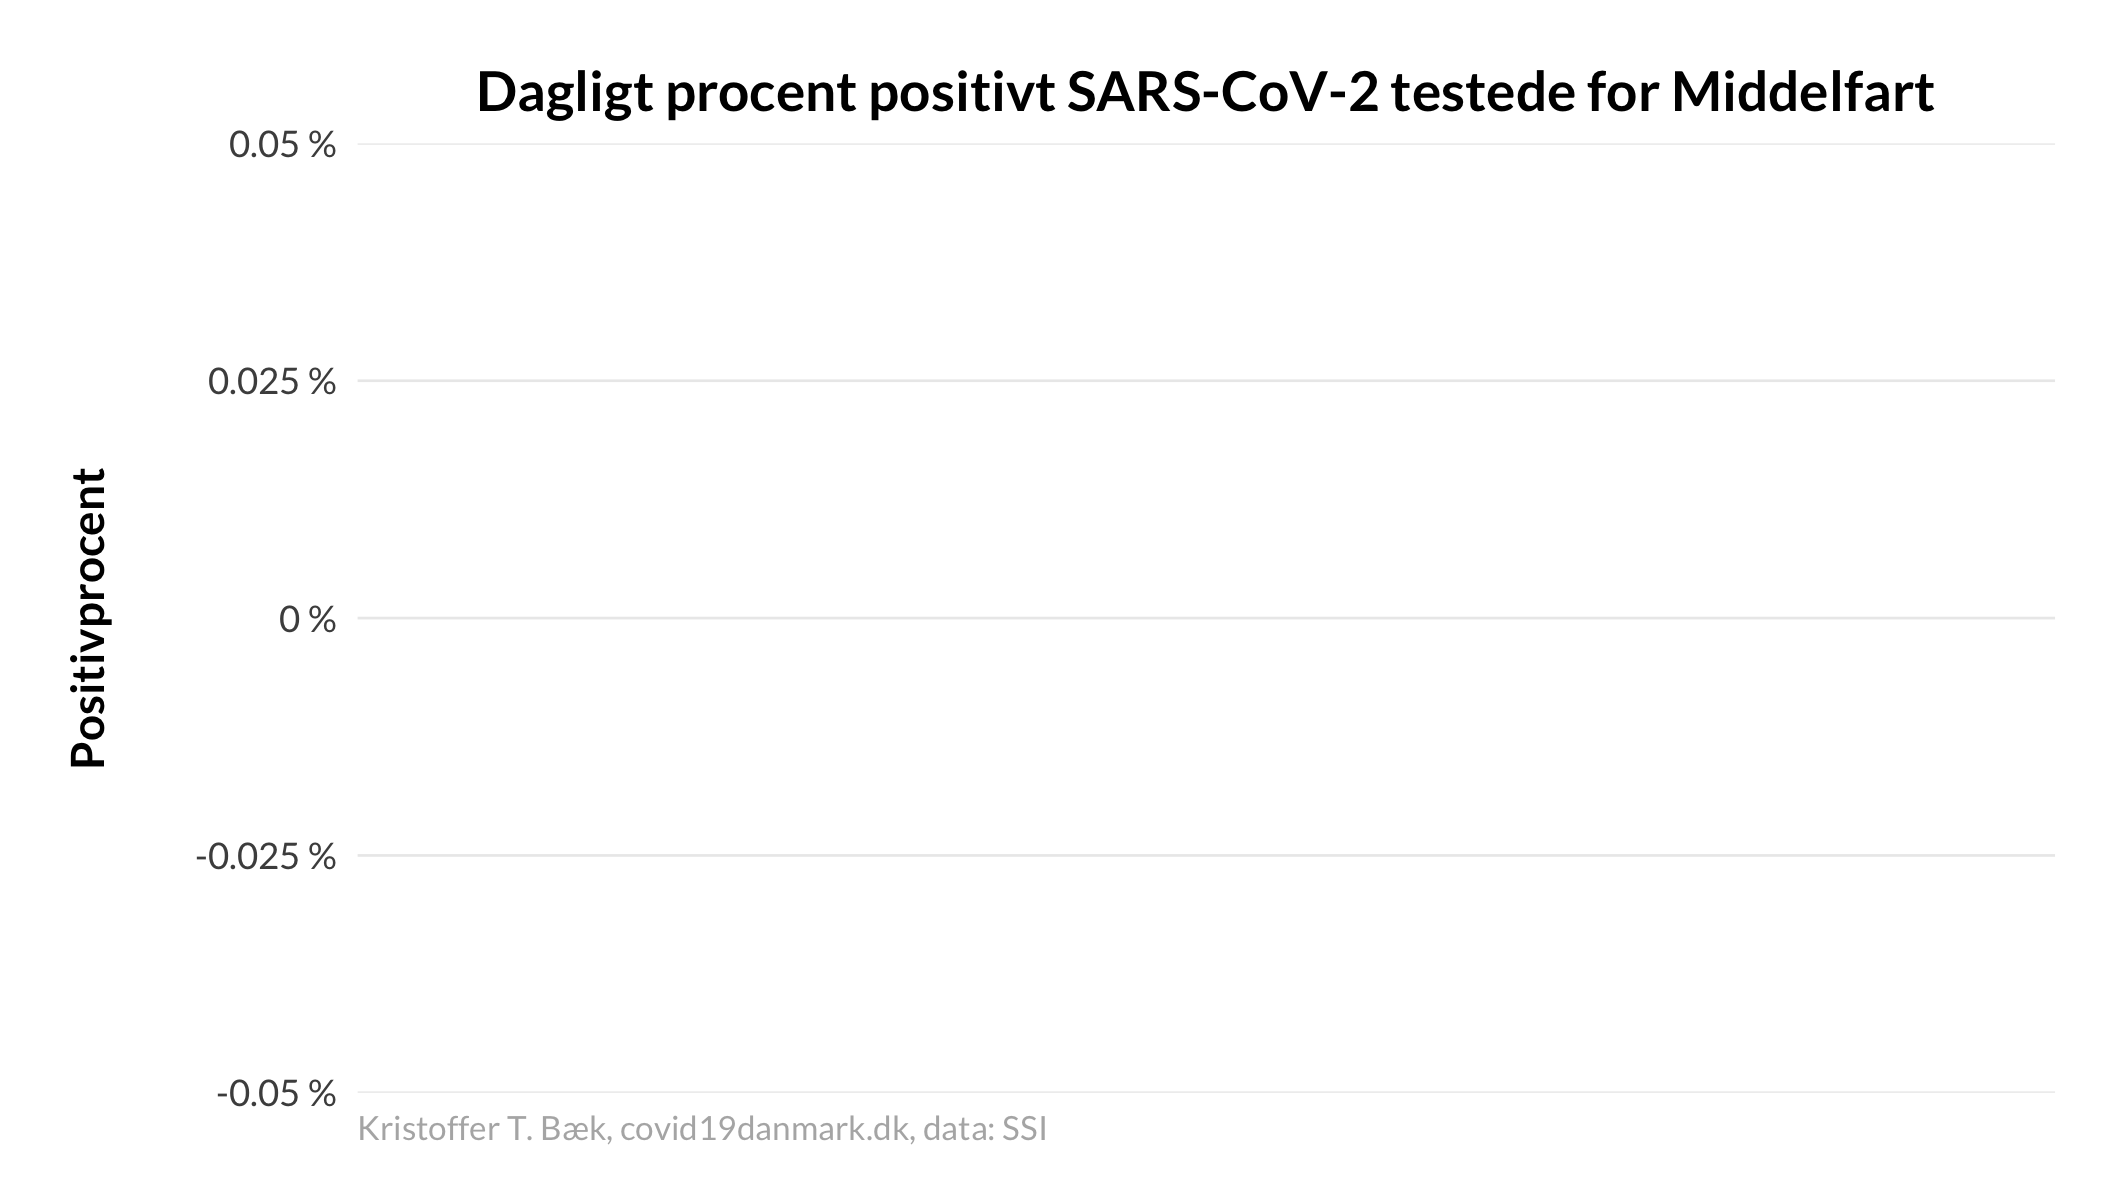 Dagligt procent positivt SARS-CoV-2 testede for Middelfart
0.05 %
0.025 %
0 %
-0.025 %
-0.05 %
Positivprocent
Kristoffer T. Bæk, covid19danmark.dk, data: SSI